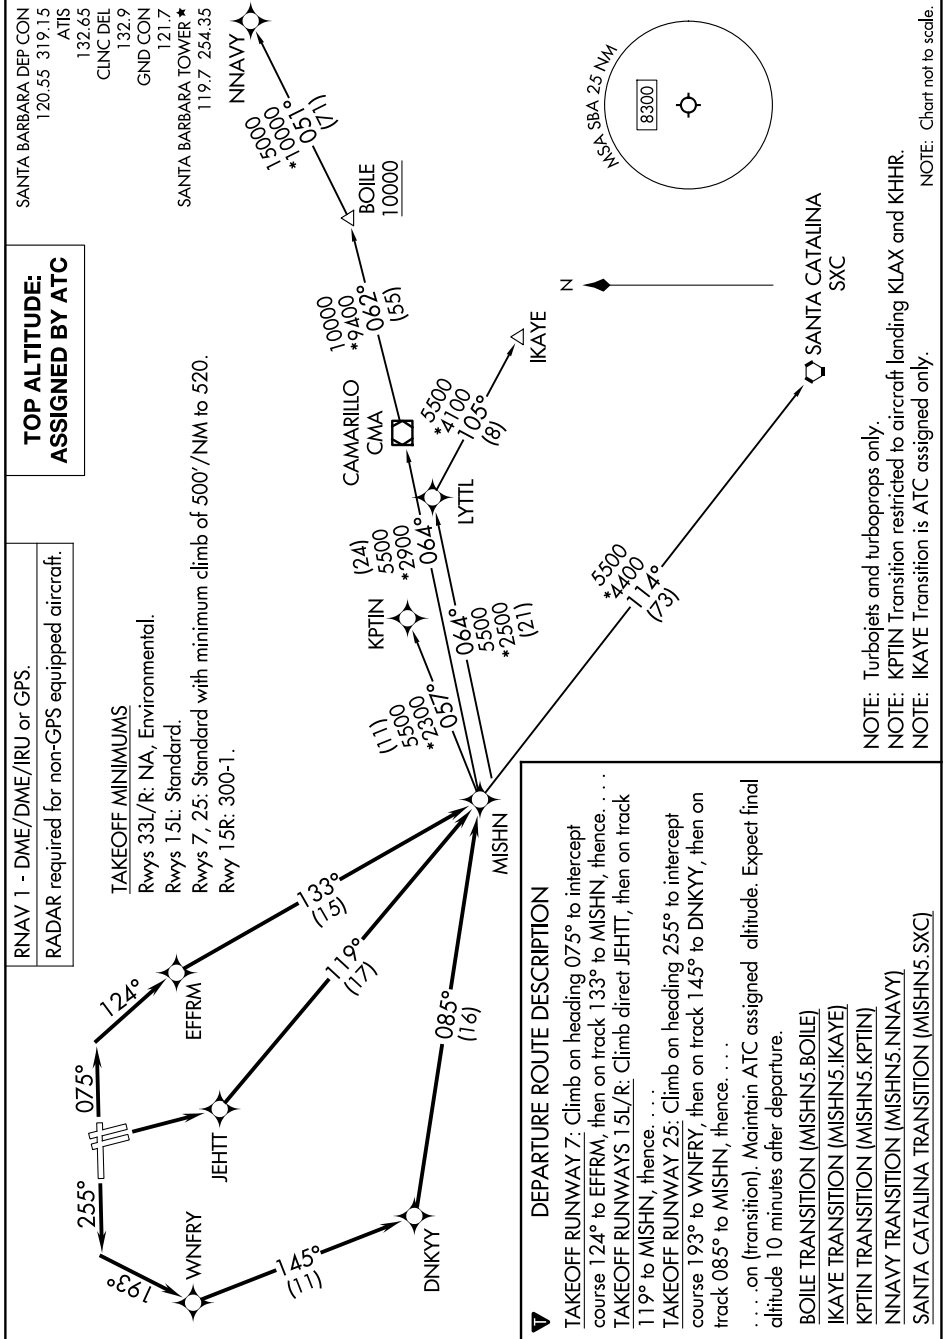 RNAV 1 - DME/DME/IRU or GPS.
RADAR required for non-GPS equipped aircraft.
TOP ALTITUDE:
ASSIGNED BY ATC
SANTA BARBARA DEP CON
120.55 319.15
ATIS
132.65
CLNC DEL
132.9
GND CON
121.7
SANTA BARBARA TOWER ★
119.7 254.35
TAKEOFF MINIMUMS
Rwys 33L/R: NA, Environmental.
Rwys 15L: Standard.
Rwys 7, 25: Standard with minimum climb of 500'/NM to 520.
Rwy 15R: 300-1.
255°
075°
193°
124°
WNFRY
JEHTT
EFFRM
145°
(11)
DNKYY
133°
(15)
119°
(17)
085°
(16)
MISHN
(11)
5500
*2300
057°
KPTIN
(24)
5500
*2900
064°
CAMARILLO
CMA
064°
5500
*2500
(21)
LYTTL
5500
*4100
105°
(8)
IKAYE
10000
*9400
062°
(55)
BOILE
10000
15000
*10000
051°
(71)
NNAVY
5500
*4400
114°
(73)
SANTA CATALINA
SXC
N
MSA SBA 25 NM
8300
NOTE: Turbojets and turboprops only.
NOTE: KPTIN Transition restricted to aircraft landing KLAX and KHHR.
NOTE: IKAYE Transition is ATC assigned only.
NOTE: Chart not to scale.
T
DEPARTURE ROUTE DESCRIPTION
TAKEOFF RUNWAY 7: Climb on heading 075° to intercept
course 124° to EFFRM, then on track 133° to MISHN, thence. . . .
TAKEOFF RUNWAYS 15L/R: Climb direct JEHTT, then on track
119° to MISHN, thence. . . .
TAKEOFF RUNWAY 25: Climb on heading 255° to intercept
course 193° to WNFRY, then on track 145° to DNKYY, then on
track 085° to MISHN, thence. . . .
. . . .on (transition). Maintain ATC assigned altitude. Expect final
altitude 10 minutes after departure.
BOILE TRANSITION (MISHN5.BOILE)
IKAYE TRANSITION (MISHN5.IKAYE)
KPTIN TRANSITION (MISHN5.KPTIN)
NNAVY TRANSITION (MISHN5.NNAVY)
SANTA CATALINA TRANSITION (MISHN5.SXC)